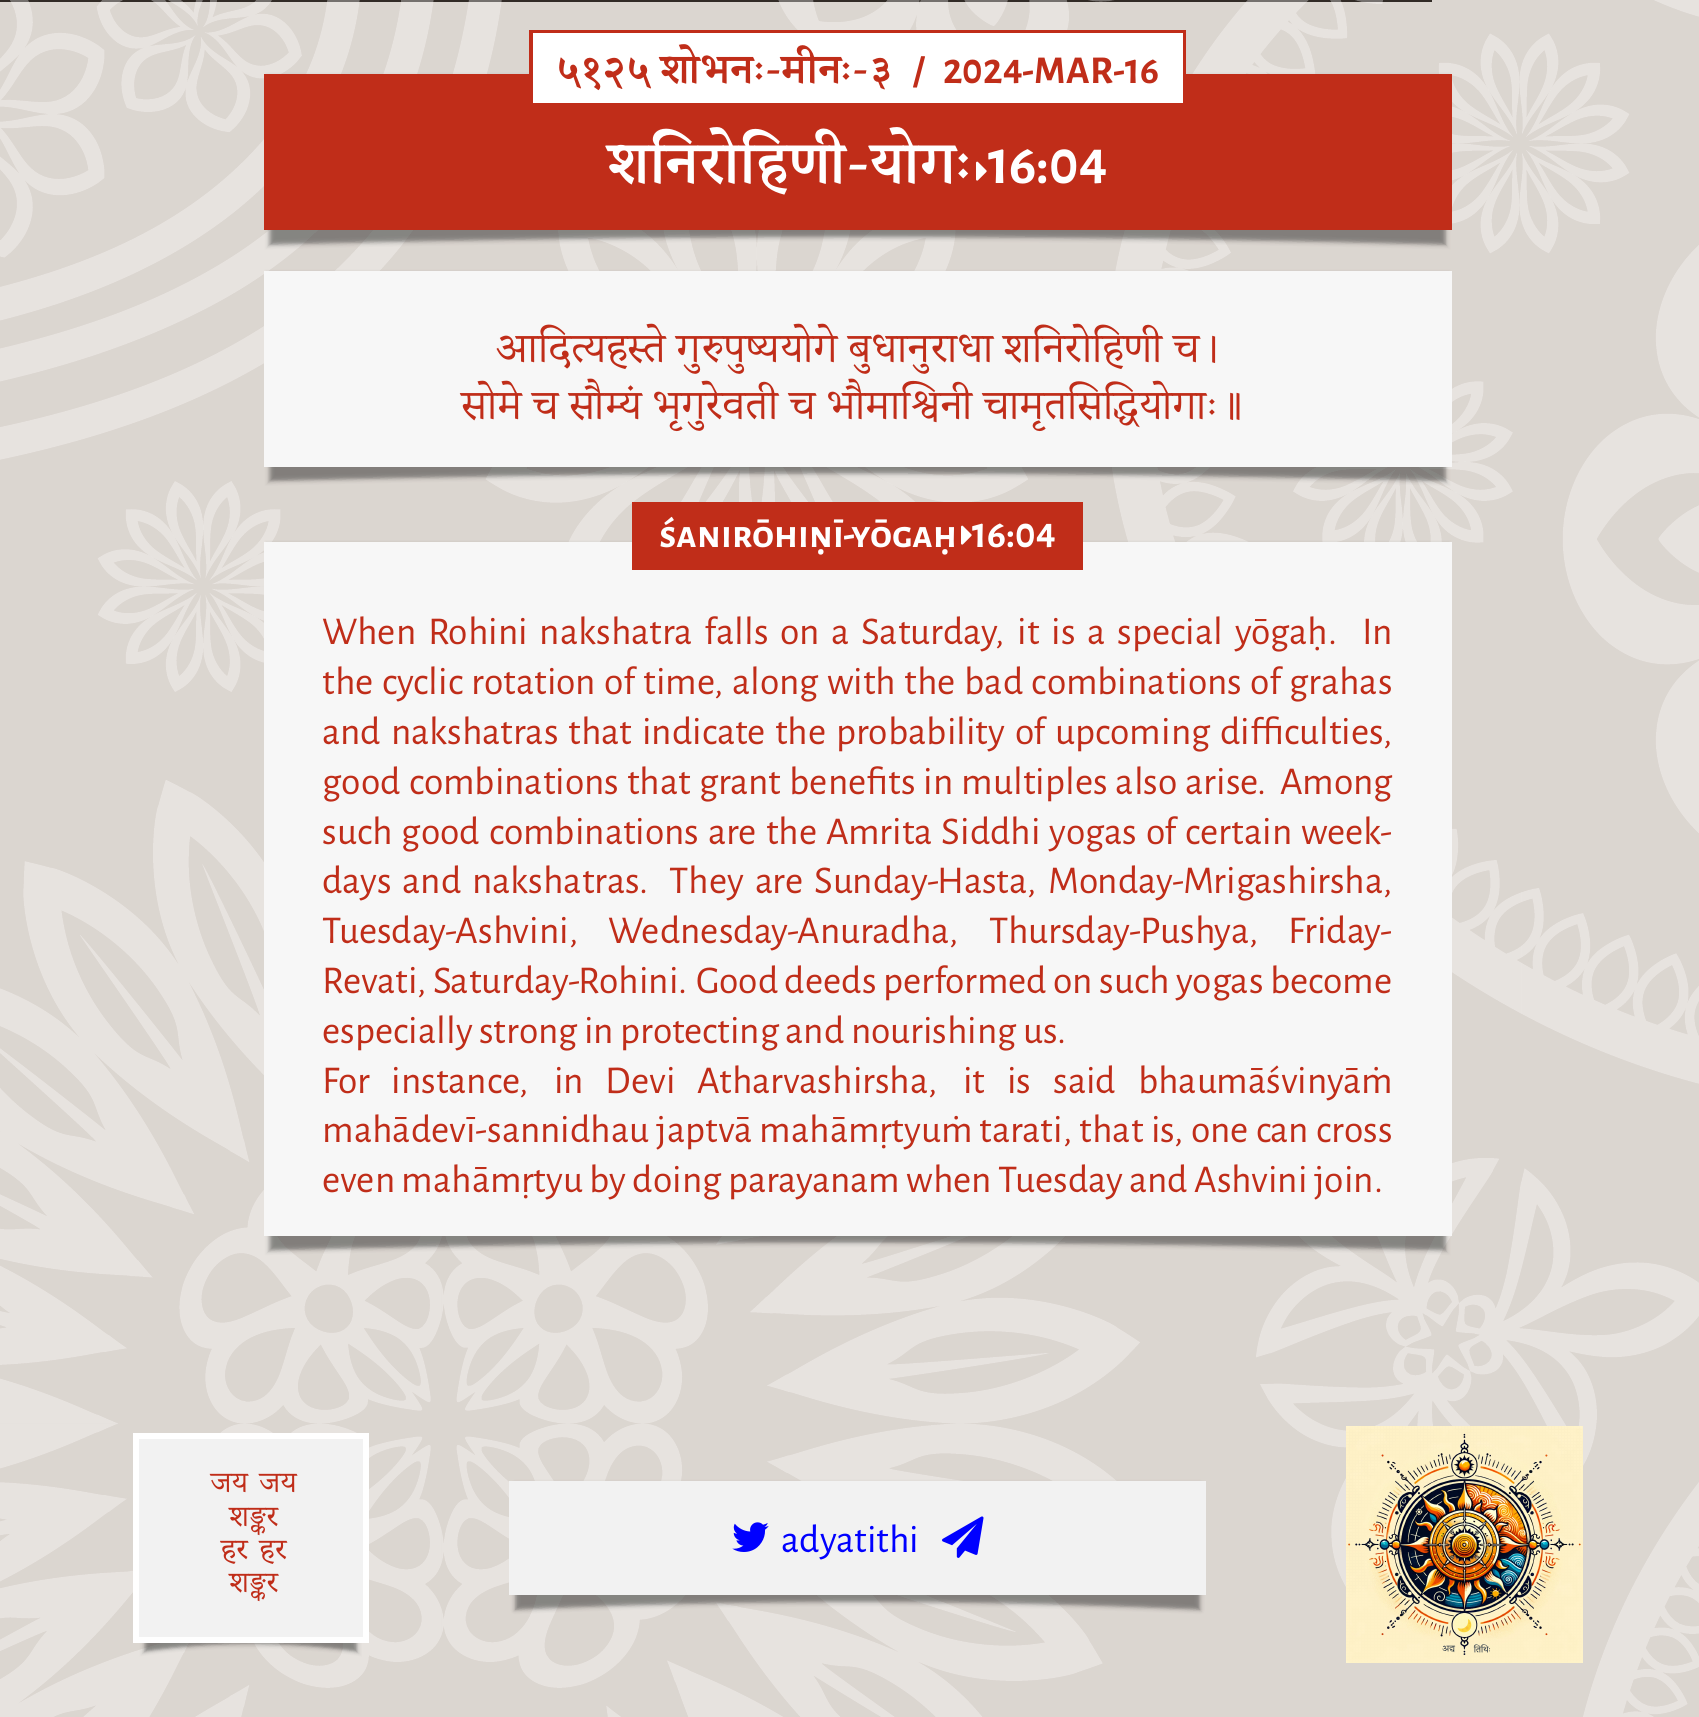 ५१२५ शोभनः-मीनः-३ / 2024-MAR-16
शनिरोहिणी-योगः▸16:04
आदित्यहस्ते गुरुपुष्ययोगे बुधानुराधा शनिरोहिणी च।
सोमे च सौम्यं भृगुरेवती च भौमाश्विनी चामृतसिद्धियोगाः॥
ŚANIRŌHIṆĪ-YŌGAḤ▸16:04
When Rohini nakshatra falls on a Saturday, it is a special yōgaḥ. In
the cyclic rotation of time, along with the bad combinations of grahas
and nakshatras that indicate the probability of upcoming difficulties,
good combinations that grant benefits in multiples also arise. Among
such good combinations are the Amrita Siddhi yogas of certain week-
days and nakshatras. They are Sunday-Hasta, Monday-Mrigashirsha,
Tuesday-Ashvini, Wednesday-Anuradha, Thursday-Pushya, Friday-
Revati, Saturday-Rohini. Good deeds performed on such yogas become
especially strong in protecting and nourishing us.
For instance, in Devi Atharvashirsha, it is said bhaumāśvinyāṁ
mahādevī-sannidhau japtvā mahāmṛtyuṁ tarati, that is, one can cross
even mahāmṛtyu by doing parayanam when Tuesday and Ashvini join.
जय जय
शङ्कर
हर हर
शङ्कर
adyatithi
अद्य तिथिः